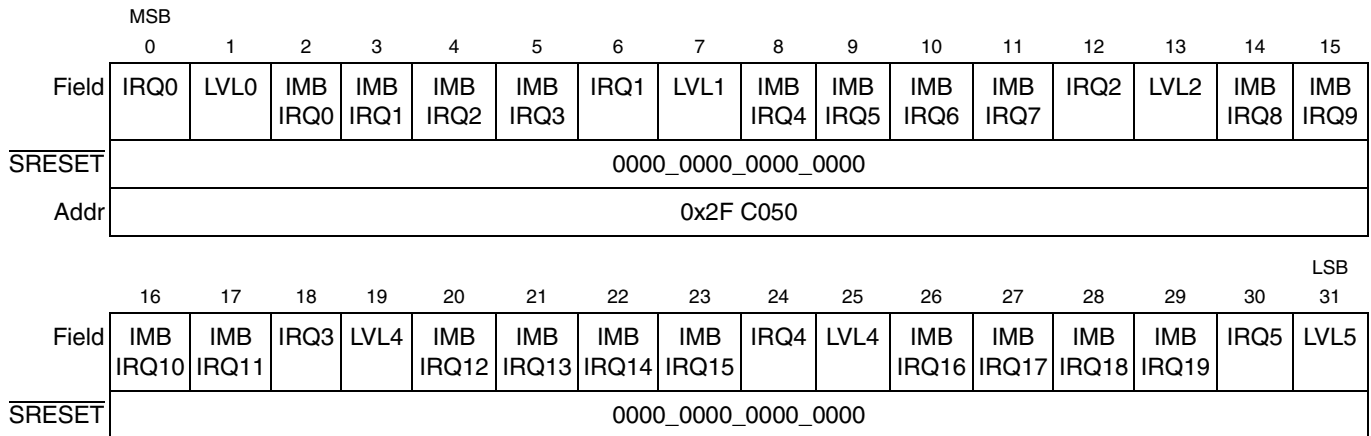 MSB
0 1 2 3 4 5 6 7 8 9 10 11 12 13 14 15
Field IRQ0 LVL0 IMB IMB IMB IMB IRQ1 LVL1 IMB IMB IMB IMB IRQ2 LVL2 IMB IMB
IRQ0 IRQ1 IRQ2 IRQ3 IRQ4 IRQ5 IRQ6 IRQ7 IRQ8 IRQ9
SRESET 0000_0000_0000_0000
Addr 0x2F C050
LSB
16 17 18 19 20 21 22 23 24 25 26 27 28 29 30 31
Field IMB IMB IRQ3 LVL4 IMB IMB IMB IMB IRQ4 LVL4 IMB IMB IMB IMB IRQ5 LVL5
IRQ10 IRQ11 IRQ12 IRQ13 IRQ14 IRQ15 IRQ16 IRQ17 IRQ18 IRQ19
SRESET 0000_0000_0000_0000